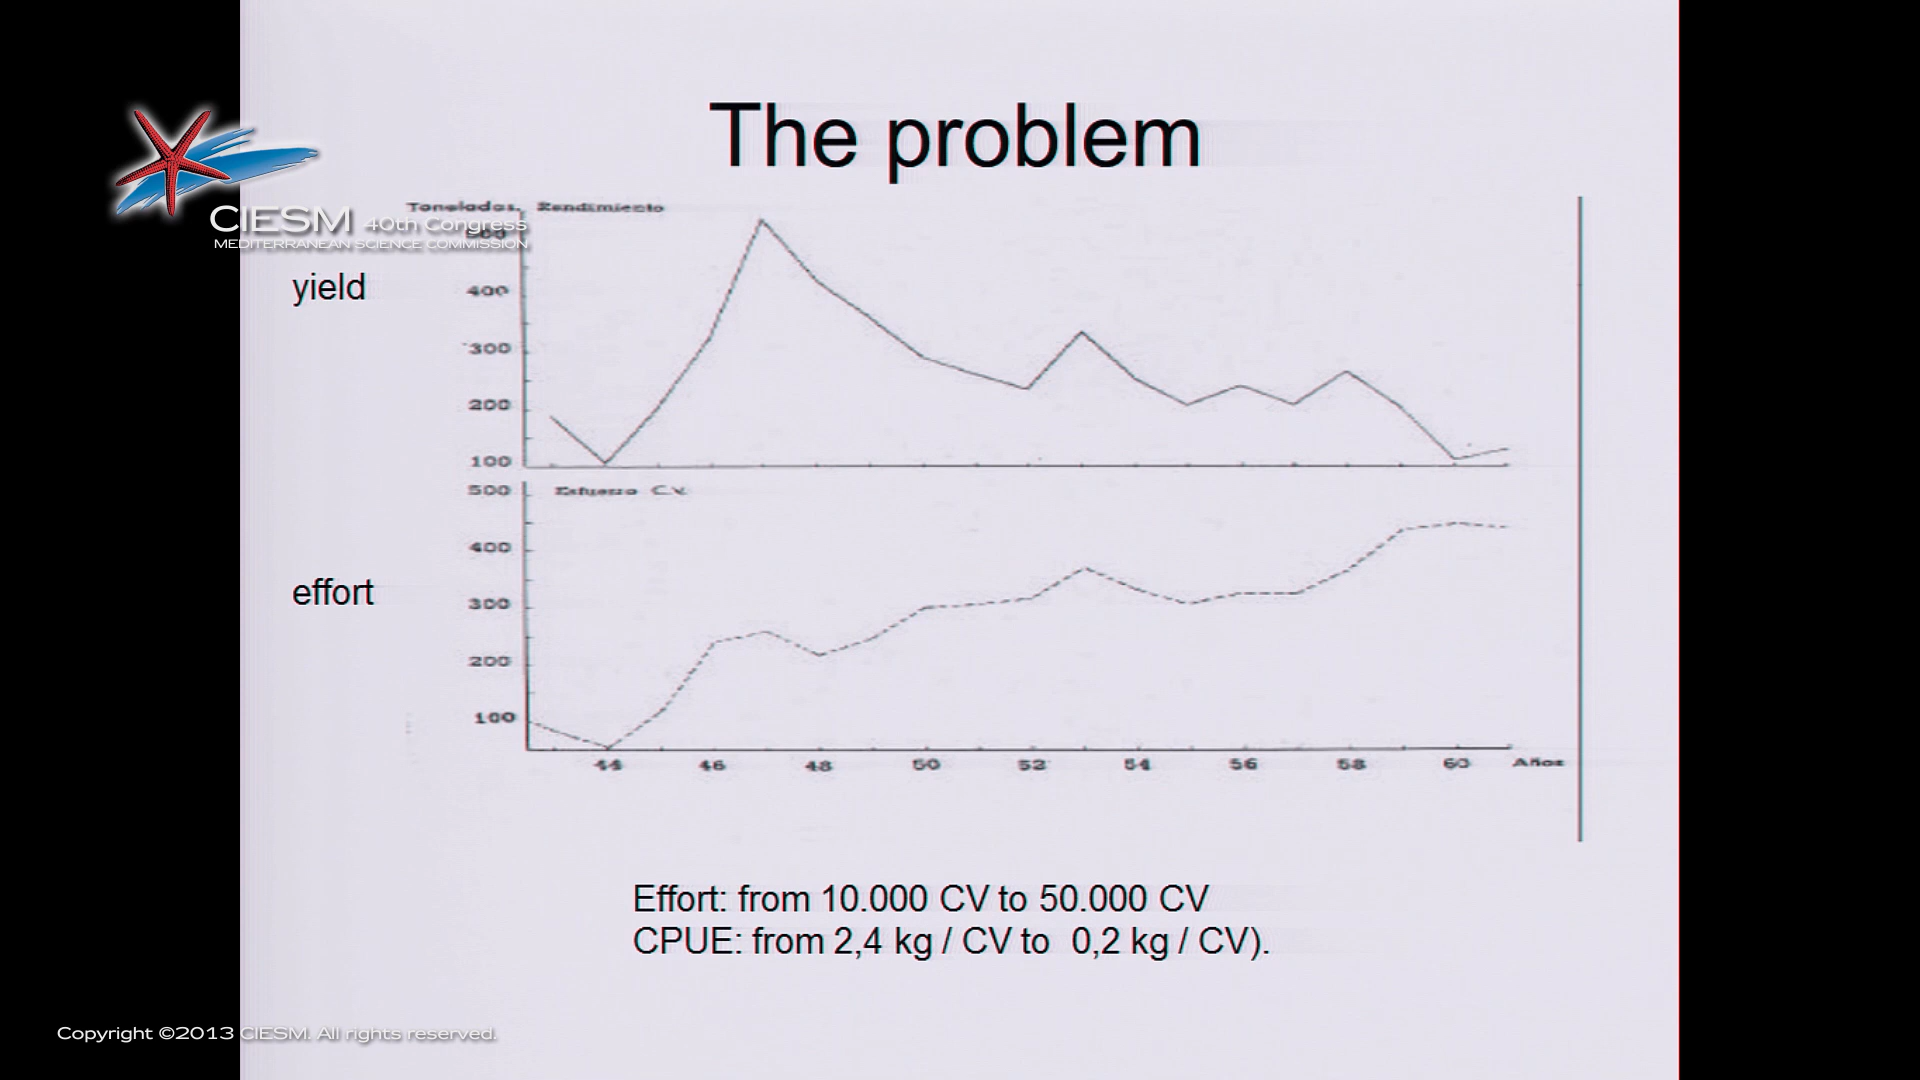 The problem
Toneladas. Rendimiento
CIESM 40th Congress
MEDITERRANEAN SCIENCE COMMISSION
500
yield
400
300
200
100
500 Esfuerzo C.V.
400
effort
300
200
100
44 46 48 50 52 54 56 58 60 Años
Effort: from 10.000 CV to 50.000 CV
CPUE: from 2,4 kg / CV to 0,2 kg / CV).
Copyright ©2013 CIESM. All rights reserved.